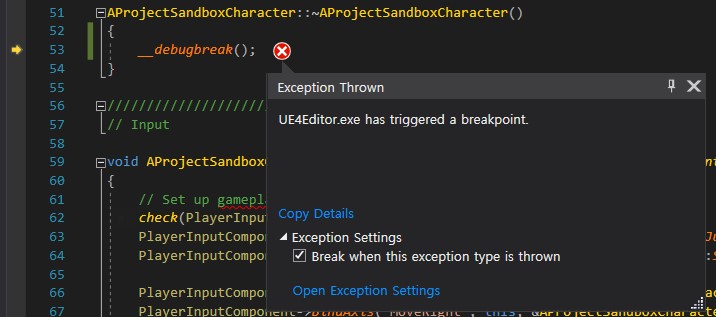 51 AProjectSandboxCharacter::~AProjectSandboxCharacter()
52 {
53 __debugbreak();
54 }
55
56 ///////////////////////
57 // Input
58
59 void AProjectSandboxC
60 {
61 // Set up gamepl
62 check(PlayerInput
63 PlayerInputCompon
64 PlayerInputCompon
65
66 PlayerInputCompon
67 PlayerInputComponent->BindAxis("MoveRight", this, &AProjectSandboxCharacter
Exception Thrown
UE4Editor.exe has triggered a breakpoint.
Copy Details
Exception Settings
Break when this exception type is thrown
Open Exception Settings